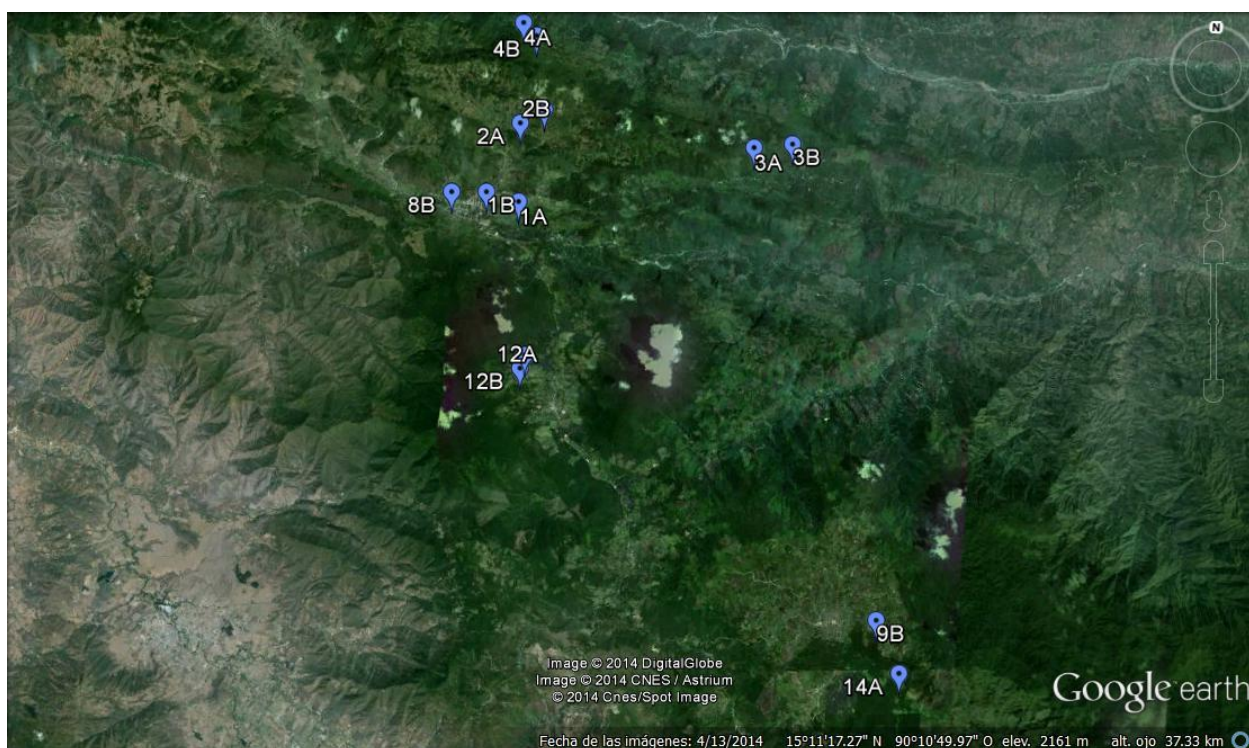 N
4B
4A
2B
2A
3A
3B
8B
1B
1A
12A
12B
9B
14A
Image © 2014 DigitalGlobe
Image © 2014 CNES / Astrium
© 2014 Cnes/Spot Image
Google earth
Fecha de las imágenes: 4/13/2014 15°11'17.27" N 90°10'49.97" O elev. 2161 m alt. ojo 37.33 km